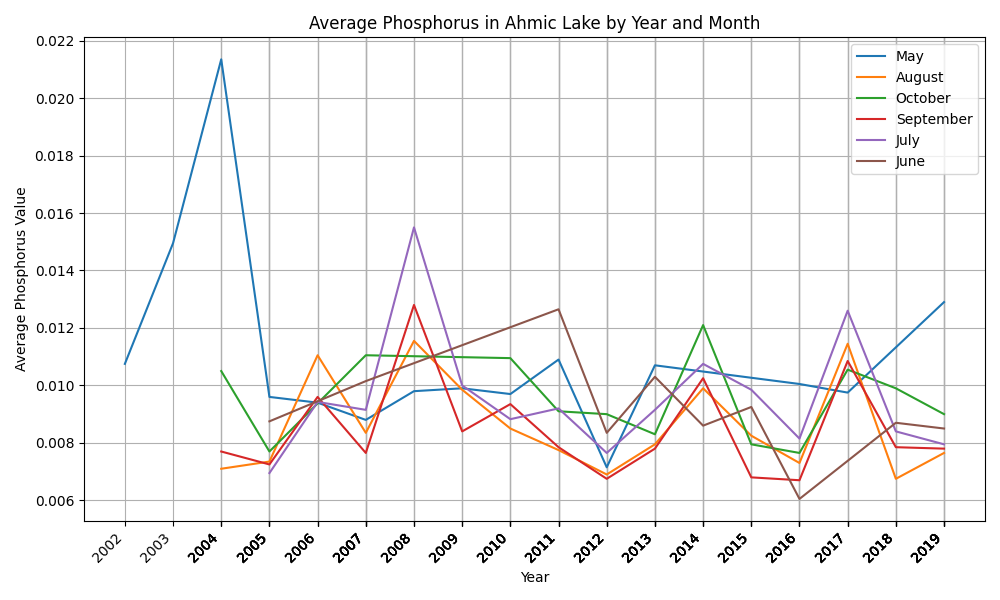 Average Phosphorus in Ahmic Lake by Year and Month
Average Phosphorus Value
0.022
0.020
0.018
0.016
0.014
0.012
0.010
0.008
0.006
May
August
October
September
July
June
2002 2003 2004 2005 2006 2007 2008 2009 2010 2011 2012 2013 2014 2015 2016 2017 2018 2019
Year